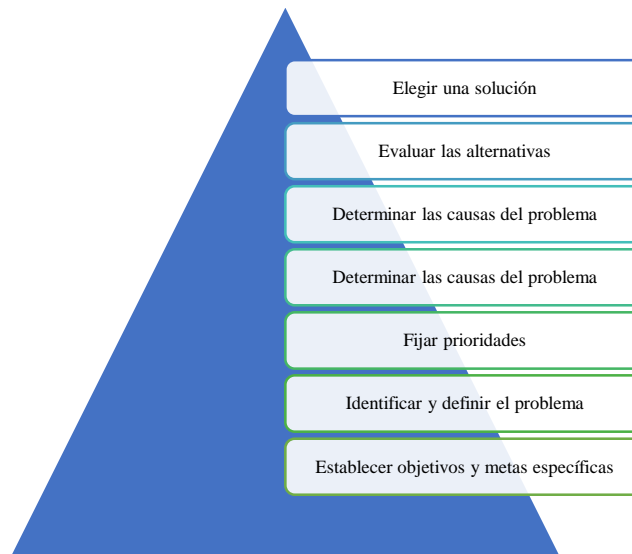 Elegir una solución
Evaluar las alternativas
Determinar las causas del problema
Determinar las causas del problema
Fijar prioridades
Identificar y definir el problema
Establecer objetivos y metas específicas